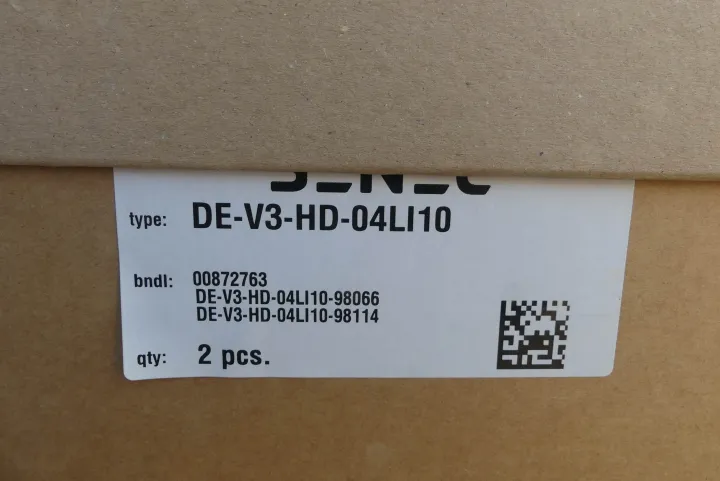 SENEC
type: DE-V3-HD-04LI10
bndl: 00872763
DE-V3-HD-04LI10-98066
DE-V3-HD-04LI10-98114
qty: 2 pcs.